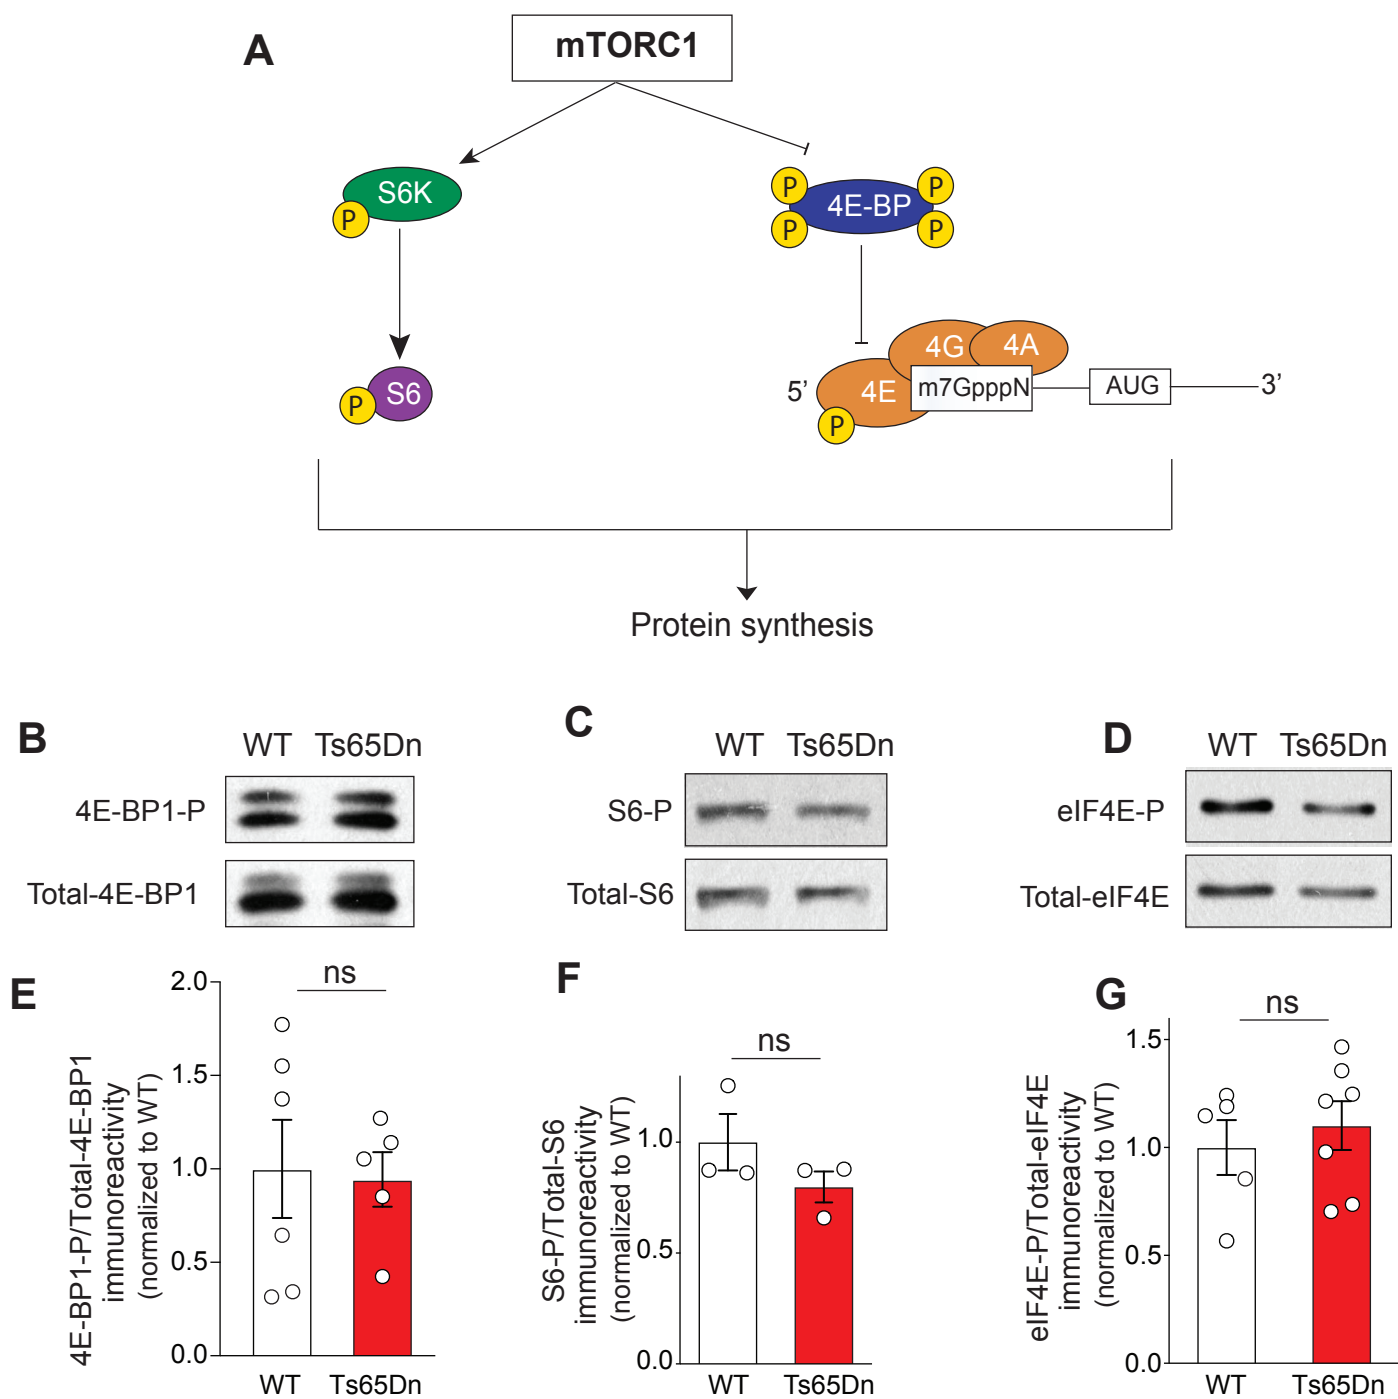 A
mTORC1
S6K
P
4E-BP
P
P
P
P
S6
P
4G
4A
5’
4E
m7GpppN
AUG
3’
P
Protein synthesis
B
WT Ts65Dn
4E-BP1-P
Total-4E-BP1
C
WT Ts65Dn
S6-P
Total-S6
D
WT Ts65Dn
eIF4E-P
Total-eIF4E
E
4E-BP1-P/Total-4E-BP1
immunoreactivity
(normalized to WT)
2.0
1.5
1.0
0.5
0.0
ns
WT Ts65Dn
F
S6-P/Total-S6
immunoreactivity
(normalized to WT)
1.0
0.5
0.0
ns
WT Ts65Dn
G
eIF4E-P/Total-eIF4E
immunoreactivity
(normalized to WT)
1.5
1.0
0.5
0.0
ns
WT Ts65Dn